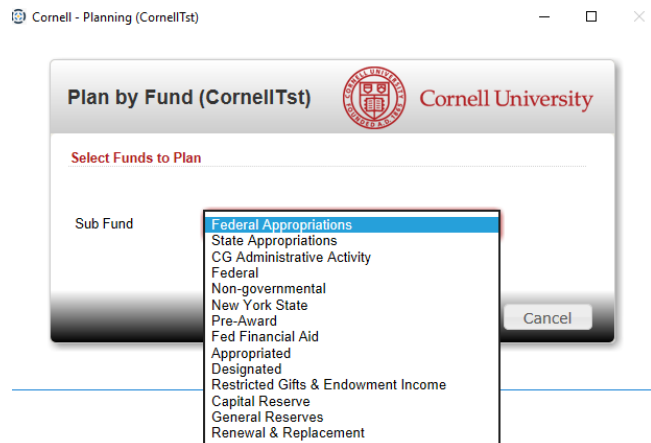 Cornell - Planning (CornellTst)
Plan by Fund (CornellTst)
Cornell University
Select Funds to Plan
Sub Fund
Federal Appropriations
State Appropriations
CG Administrative Activity
Federal
Non-governmental
New York State
Pre-Award
Fed Financial Aid
Appropriated
Designated
Restricted Gifts & Endowment Income
Capital Reserve
General Reserves
Renewal & Replacement
Cancel